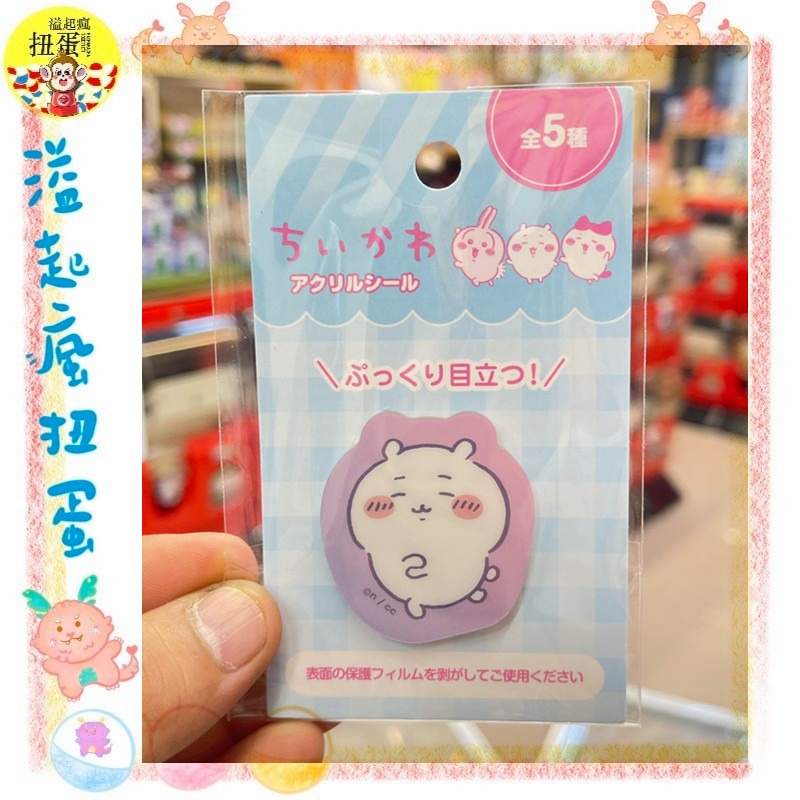 溢起瘋
扭蛋
溢起瘋扭蛋
全5種
ちいかわ
アクリルシール
\ぷっくり目立つ！/
©n/cc
表面の保護フィルムを剥がしてご使用ください